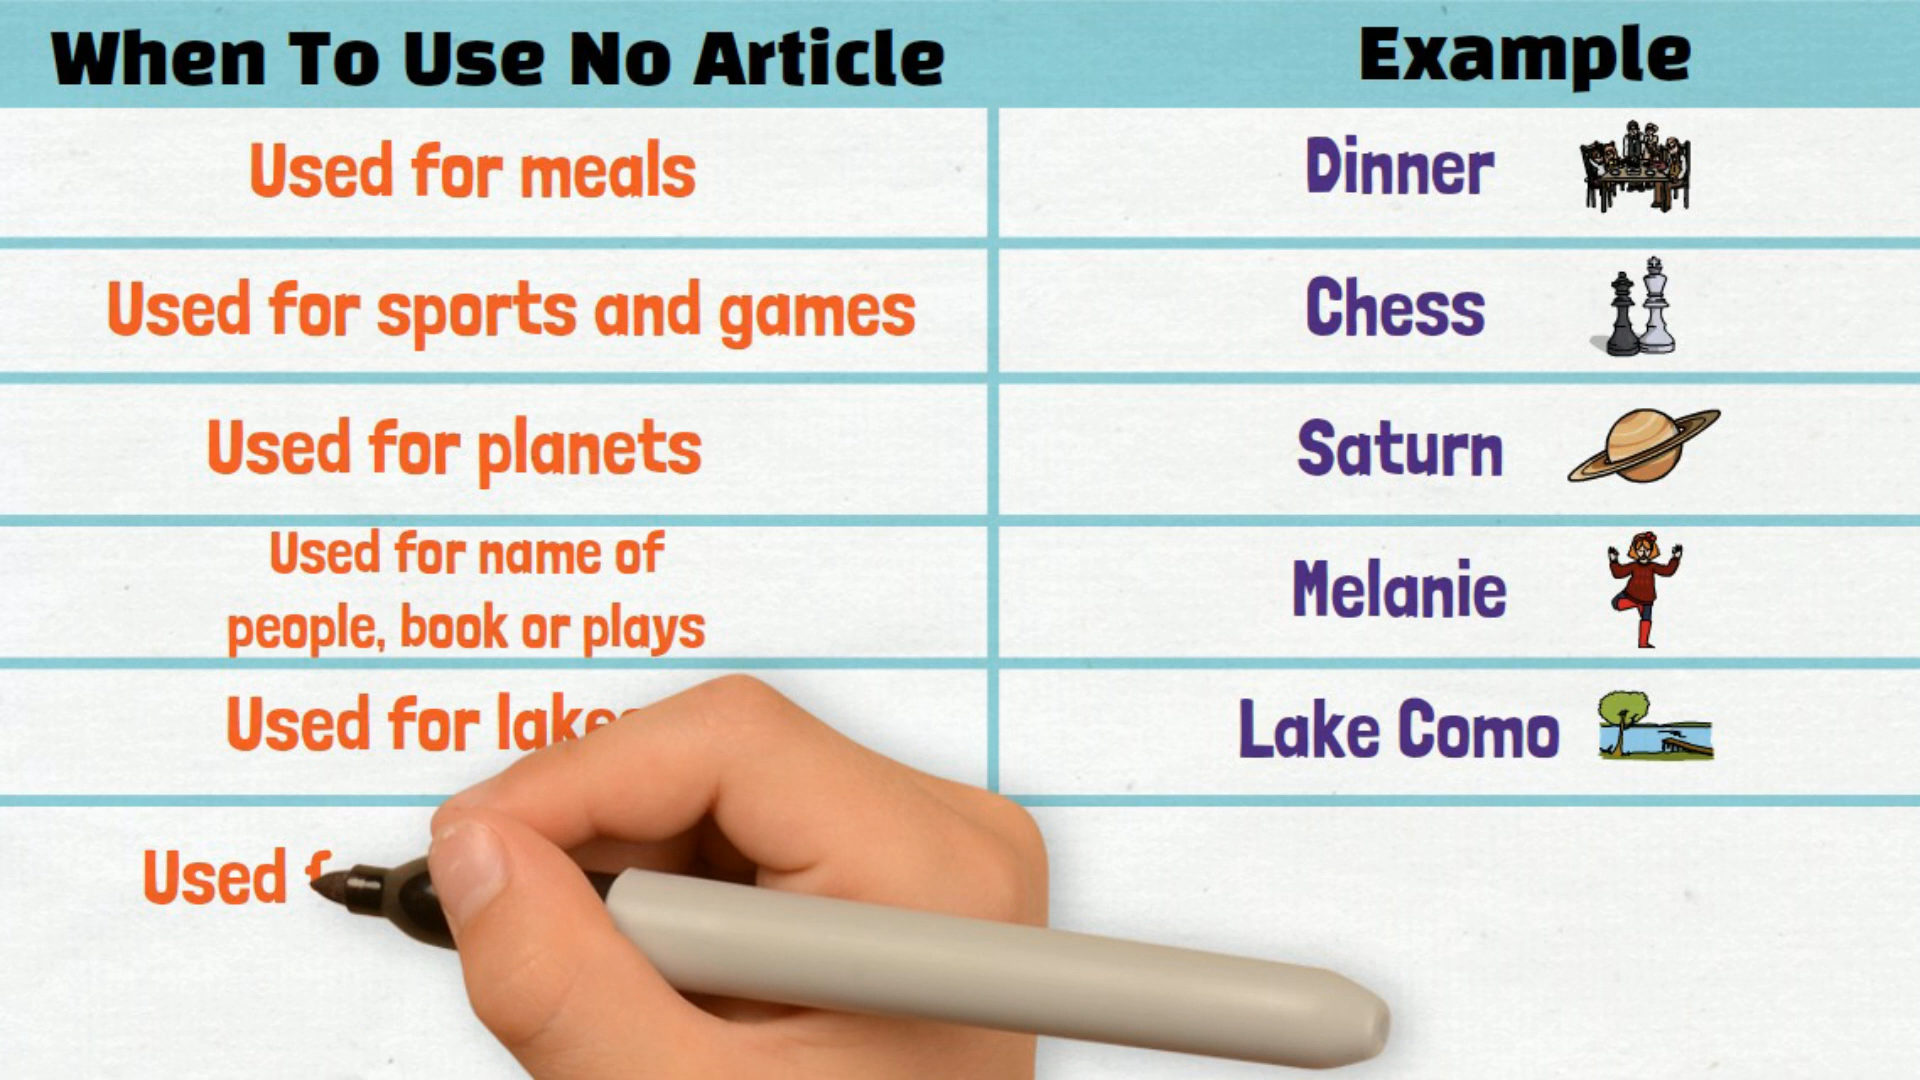 When To Use No Article
Example
Used for meals
Dinner
Used for sports and games
Chess
Used for planets
Saturn
Used for name of
people, book or plays
Melanie
Used for
Lake Como
Used